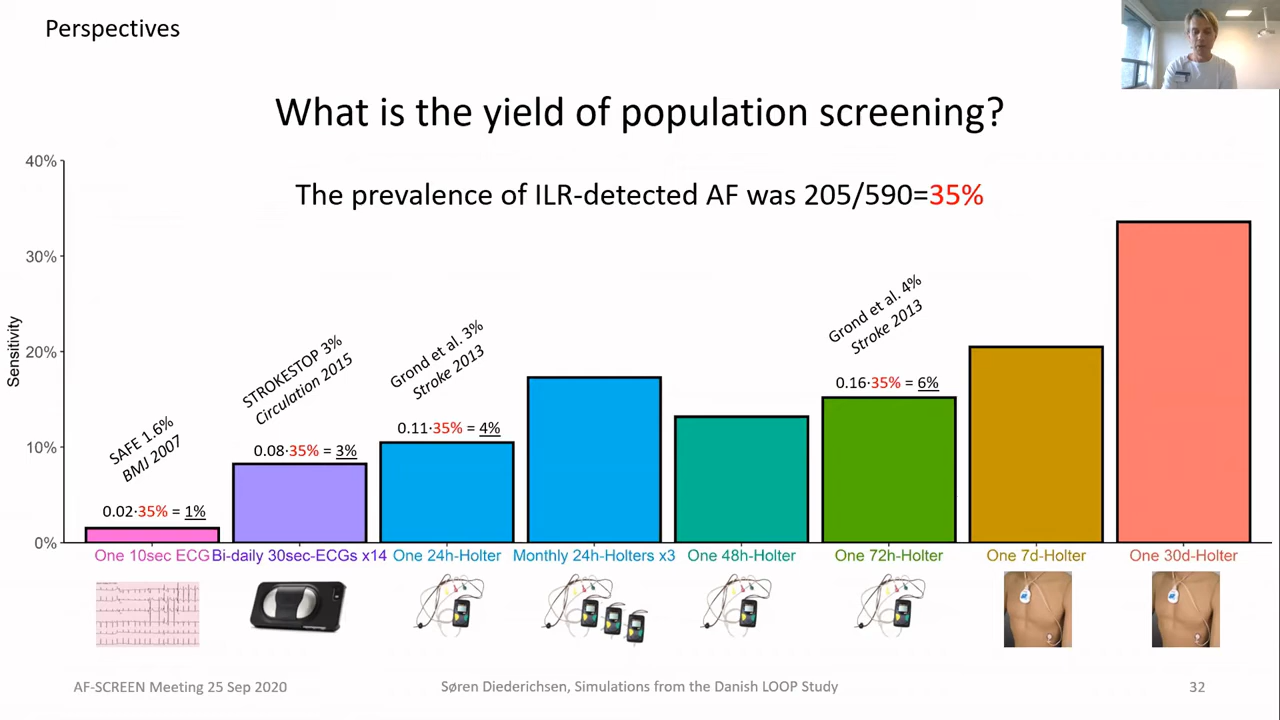 Perspectives
What is the yield of population screening?
The prevalence of ILR-detected AF was 205/590=35%
40%
30%
20%
10%
0%
Sensitivity
SAFE 1.6%
BMJ 2007
0.02·35% = 1%
STROKESTOP 3%
Circulation 2015
0.08·35% = 3%
Grond et al. 3%
Stroke 2013
0.11·35% = 4%
Grond et al. 4%
Stroke 2013
0.16·35% = 6%
One 10sec ECG
Bi-daily 30sec-ECGs x14
One 24h-Holter
Monthly 24h-Holters x3
One 48h-Holter
One 72h-Holter
One 7d-Holter
One 30d-Holter
AF-SCREEN Meeting 25 Sep 2020
Søren Diederichsen, Simulations from the Danish LOOP Study
32